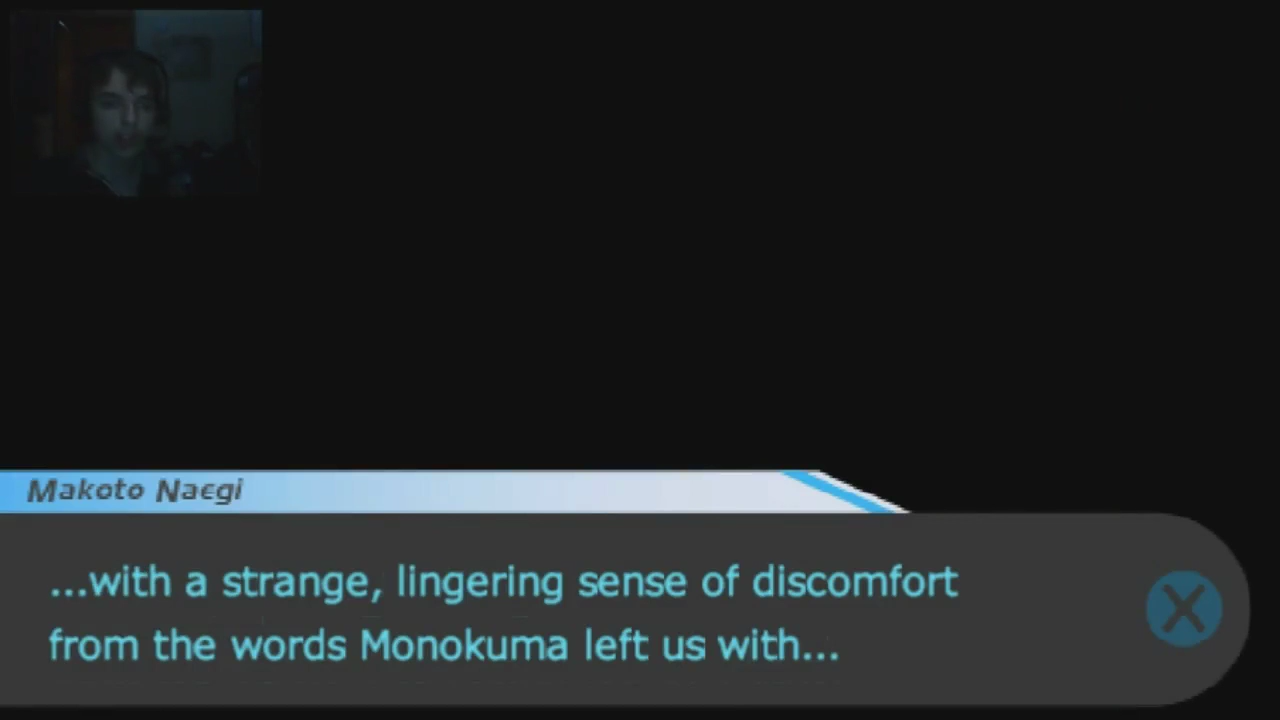 Makoto Naegi
...with a strange, lingering sense of discomfort
from the words Monokuma left us with...